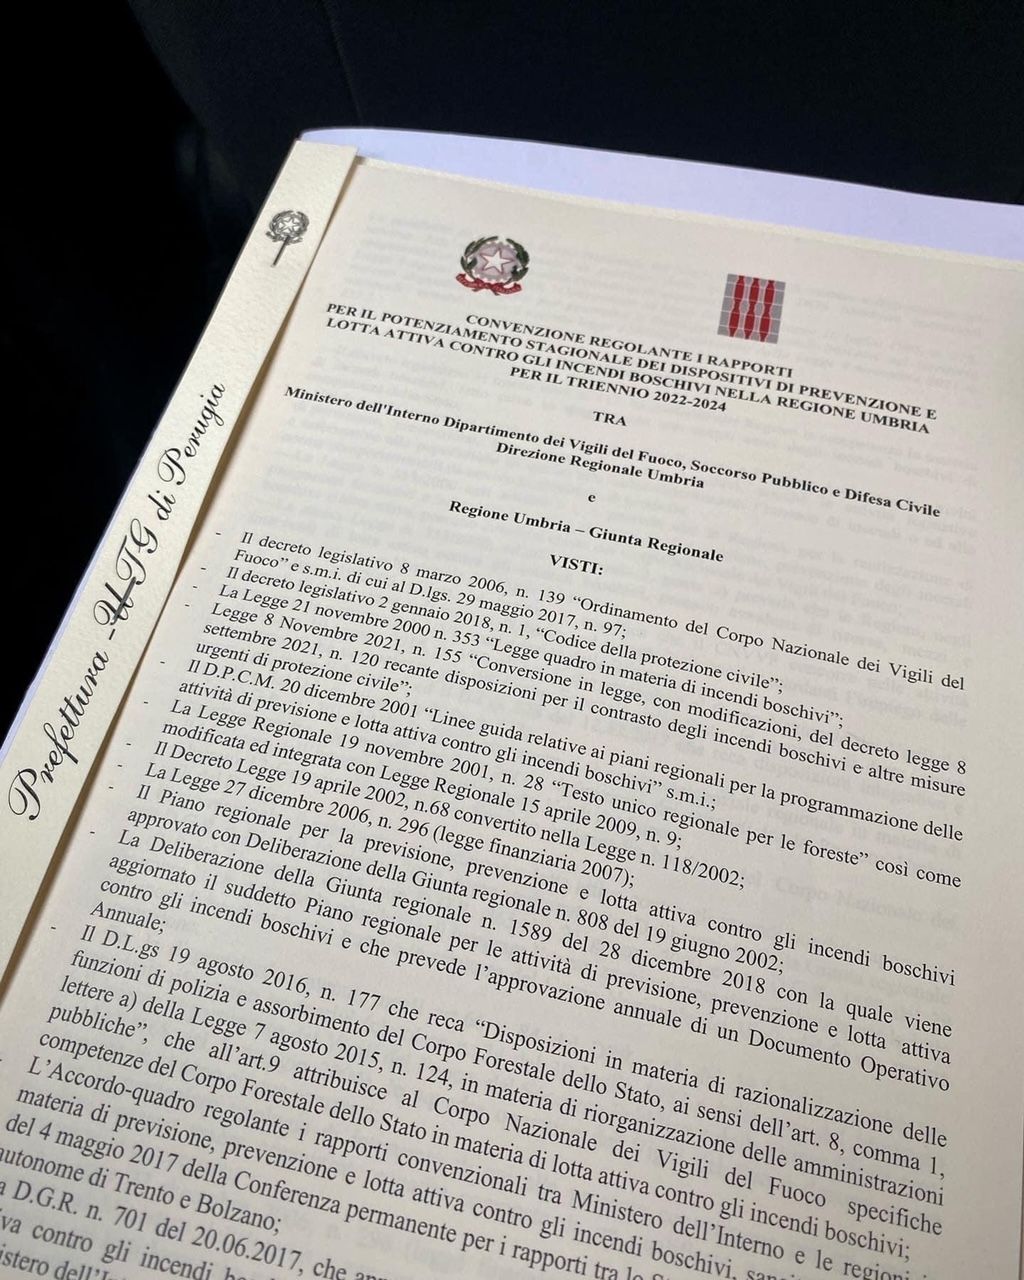 Prefettura - UTG di Perugia
CONVENZIONE REGOLANTE I RAPPORTI
PER IL POTENZIAMENTO STAGIONALE DEI DISPOSITIVI DI PREVENZIONE E
LOTTA ATTIVA CONTRO GLI INCENDI BOSCHIVI NELLA REGIONE UMBRIA
PER IL TRIENNIO 2022-2024
TRA
Ministero dell'Interno Dipartimento dei Vigili del Fuoco, Soccorso Pubblico e Difesa Civile
Direzione Regionale Umbria
e
Regione Umbria – Giunta Regionale
VISTI:
- Il decreto legislativo 8 marzo 2006, n. 139 “Ordinamento del Corpo Nazionale dei Vigili del
Fuoco” e s.m.i. di cui al D.lgs. 29 maggio 2017, n. 97;
- Il decreto legislativo 2 gennaio 2018, n. 1, “Codice della protezione civile”;
- La Legge 21 novembre 2000 n. 353 “Legge quadro in materia di incendi boschivi”;
- Legge 8 Novembre 2021, n. 155 “Conversione in legge, con modificazioni, del decreto legge 8
settembre 2021, n. 120 recante disposizioni per il contrasto degli incendi boschivi e altre misure
urgenti di protezione civile”;
- Il D.P.C.M. 20 dicembre 2001 “Linee guida relative ai piani regionali per la programmazione delle
attività di previsione e lotta attiva contro gli incendi boschivi” s.m.i.;
- La Legge Regionale 19 novembre 2001, n. 28 “Testo unico regionale per le foreste” così come
modificata ed integrata con Legge Regionale 15 aprile 2009, n. 9;
- Il Decreto Legge 19 aprile 2002, n.68 convertito nella Legge n. 118/2002;
- La Legge 27 dicembre 2006, n. 296 (legge finanziaria 2007);
- Il Piano regionale per la previsione, prevenzione e lotta attiva contro gli incendi boschivi
approvato con Deliberazione della Giunta regionale n. 808 del 19 giugno 2002;
- La Deliberazione della Giunta regionale n. 1589 del 28 dicembre 2018 con la quale viene
aggiornato il suddetto Piano regionale per le attività di previsione, prevenzione e lotta attiva
contro gli incendi boschivi e che prevede l'approvazione annuale di un Documento Operativo
Annuale;
- Il D.L.gs 19 agosto 2016, n. 177 che reca “Disposizioni in materia di razionalizzazione delle
funzioni di polizia e assorbimento del Corpo Forestale dello Stato, ai sensi dell'art. 8, comma 1,
lettere a) della Legge 7 agosto 2015, n. 124, in materia di riorganizzazione delle amministrazioni
pubbliche”, che all'art.9 attribuisce al Corpo Nazionale dei Vigili del Fuoco specifiche
competenze del Corpo Forestale dello Stato in materia di lotta attiva contro gli incendi boschivi;
- L'Accordo-quadro regolante i rapporti convenzionali tra Ministero dell'Interno e le regioni
materia di previsione, prevenzione e lotta attiva contro gli incendi boschivi,
del 4 maggio 2017 della Conferenza permanente per i rapporti tra lo
autonome di Trento e Bolzano;
D.G.R. n. 701 del 20.06.2017, che
contro gli incendi
dell'